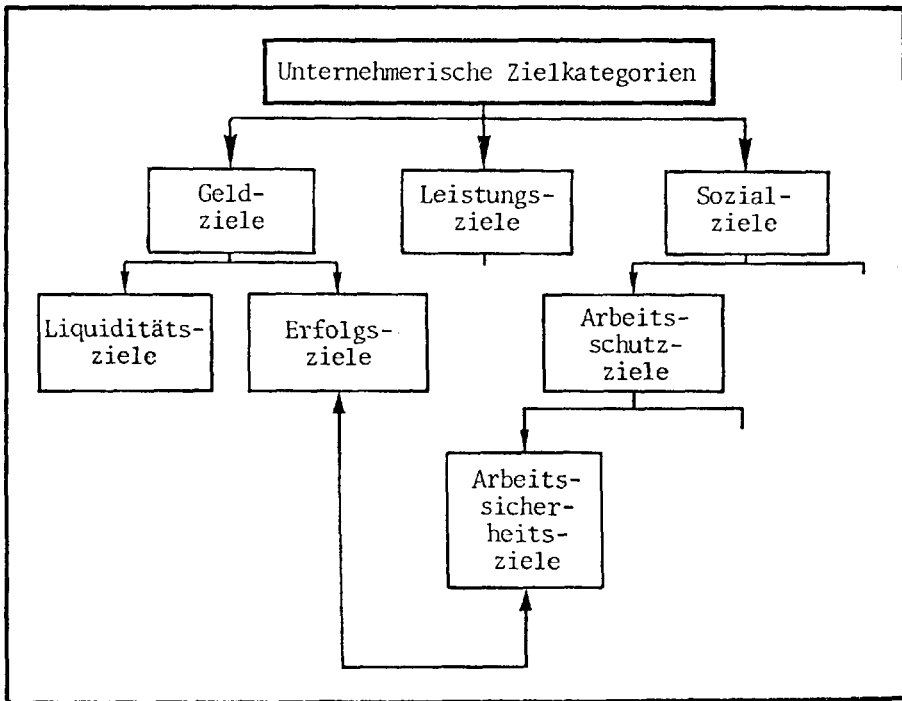 Unternehmerische Zielkategorien
Geld-
ziele
Leistungs-
ziele
Sozial-
ziele
Liquiditäts-
ziele
Erfolgs-
ziele
Arbeits-
schutz-
ziele
Arbeits-
sicher-
heits-
ziele